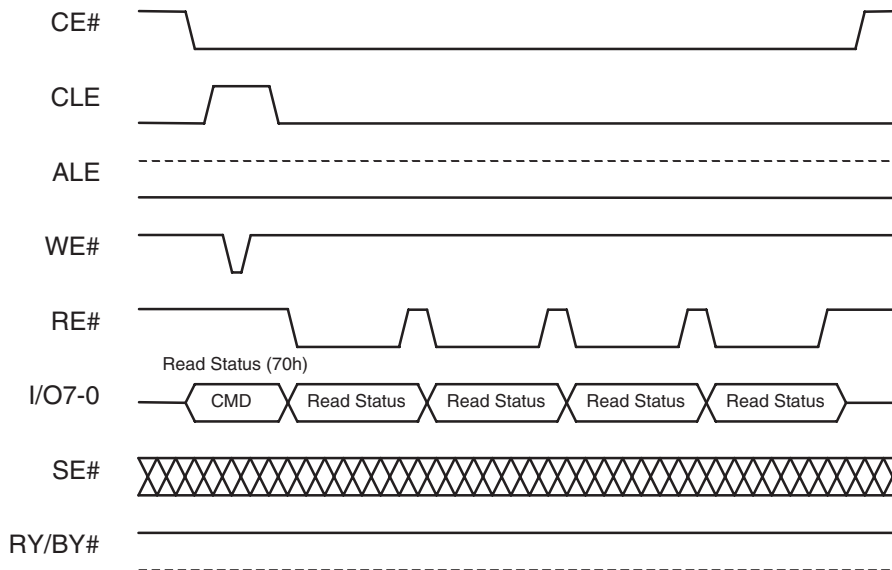 CE#
CLE
ALE
WE#
RE#
Read Status (70h)
I/O7-0
CMD
Read Status
Read Status
Read Status
Read Status
SE#
RY/BY#